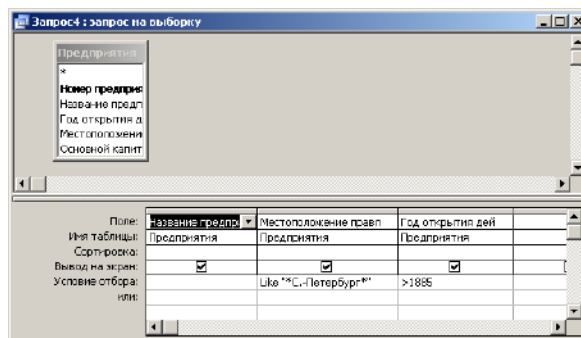 Запрос4 : запрос на выборку
Предприятия
*
Номер предприя
Название предп
Год открытия д
Местоположени
Основной капит
Поле: Название предпр Местоположение правл Год открытия дей
Имя таблицы: Предприятия Предприятия Предприятия
Сортировка:
Вывод на экран:
Условие отбора: Like "*С.-Петербург*" >1885
или: